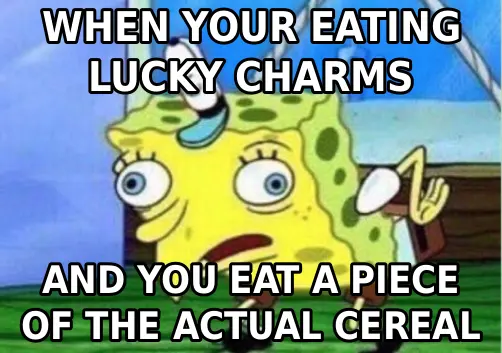 WHEN YOUR EATING
LUCKY CHARMS
AND YOU EAT A PIECE
OF THE ACTUAL CEREAL